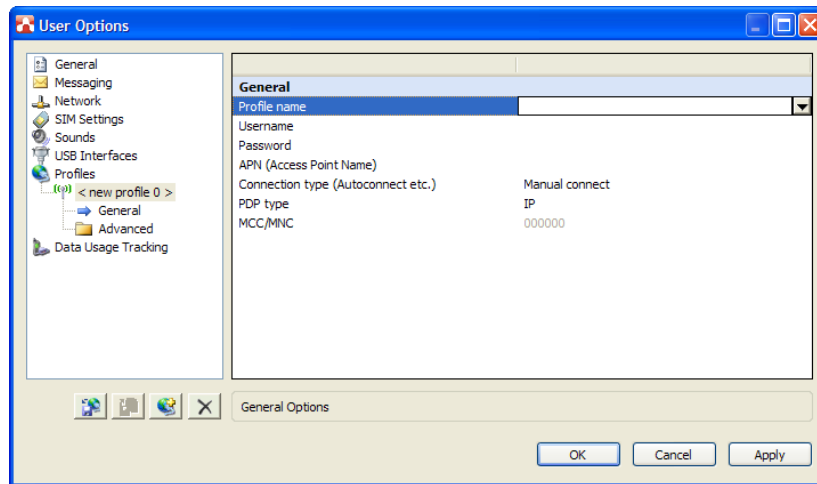 User Options
General
Messaging
Network
SIM Settings
Sounds
USB Interfaces
Profiles
< new profile 0 >
General
Advanced
Data Usage Tracking
General
Profile name
Username
Password
APN (Access Point Name)
Connection type (Autoconnect etc.) Manual connect
PDP type IP
MCC/MNC 000000
General Options
OK Cancel Apply